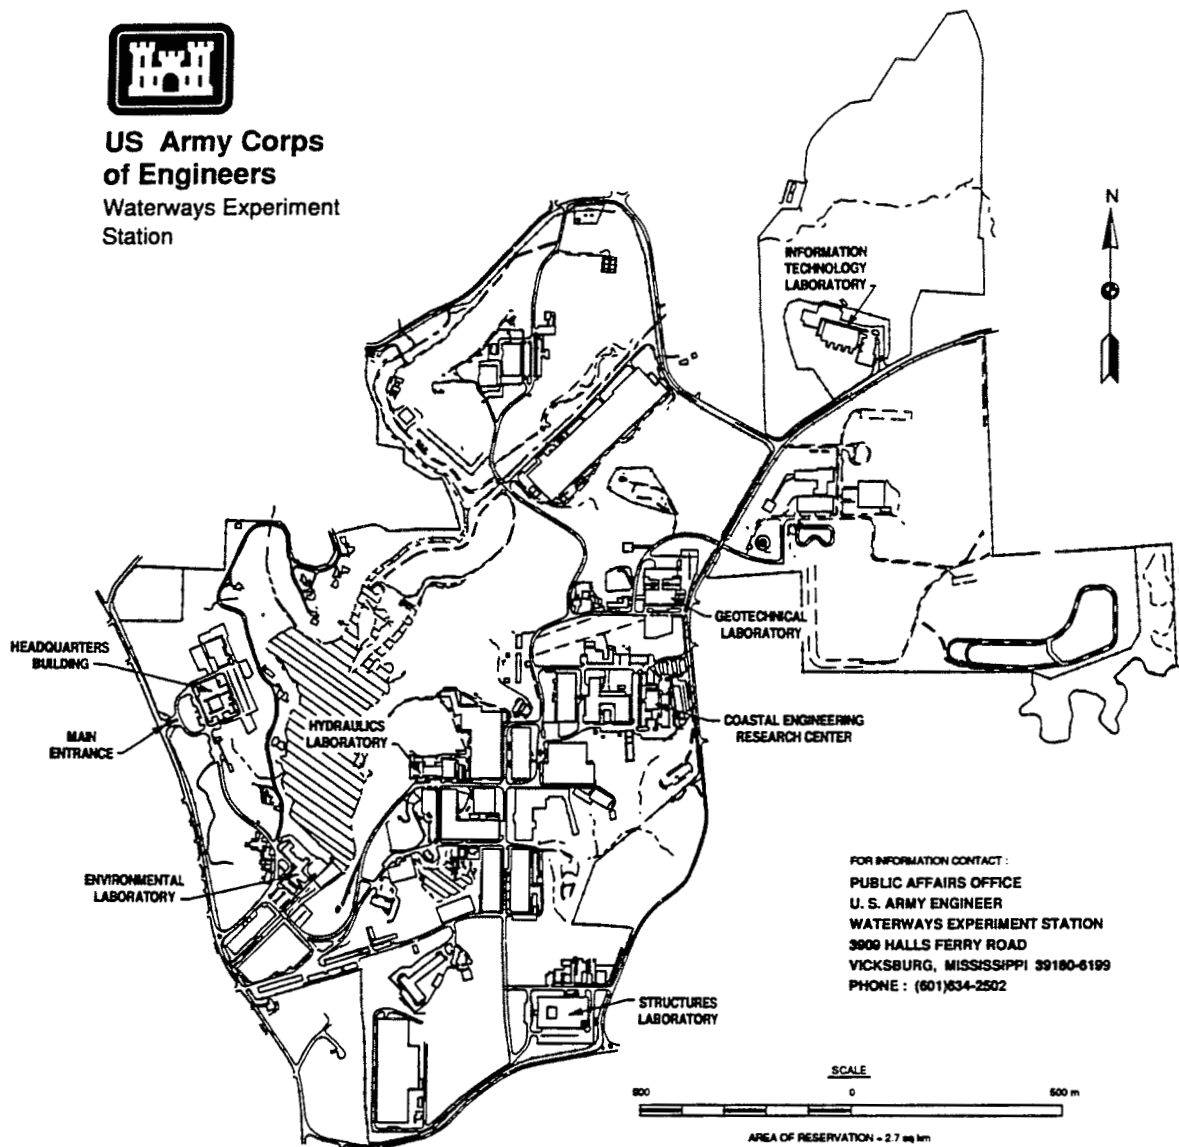 US Army Corps
of Engineers
Waterways Experiment
Station
N
INFORMATION
TECHNOLOGY
LABORATORY
HEADQUARTERS
BUILDING
MAIN
ENTRANCE
HYDRAULICS
LABORATORY
GEOTECHNICAL
LABORATORY
COASTAL ENGINEERING
RESEARCH CENTER
ENVIRONMENTAL
LABORATORY
STRUCTURES
LABORATORY
FOR INFORMATION CONTACT :
PUBLIC AFFAIRS OFFICE
U. S. ARMY ENGINEER
WATERWAYS EXPERIMENT STATION
3909 HALLS FERRY ROAD
VICKSBURG, MISSISSIPPI 39180-6199
PHONE : (601)634-2502
SCALE
500 0 500 m
AREA OF RESERVATION = 2.7 sq km